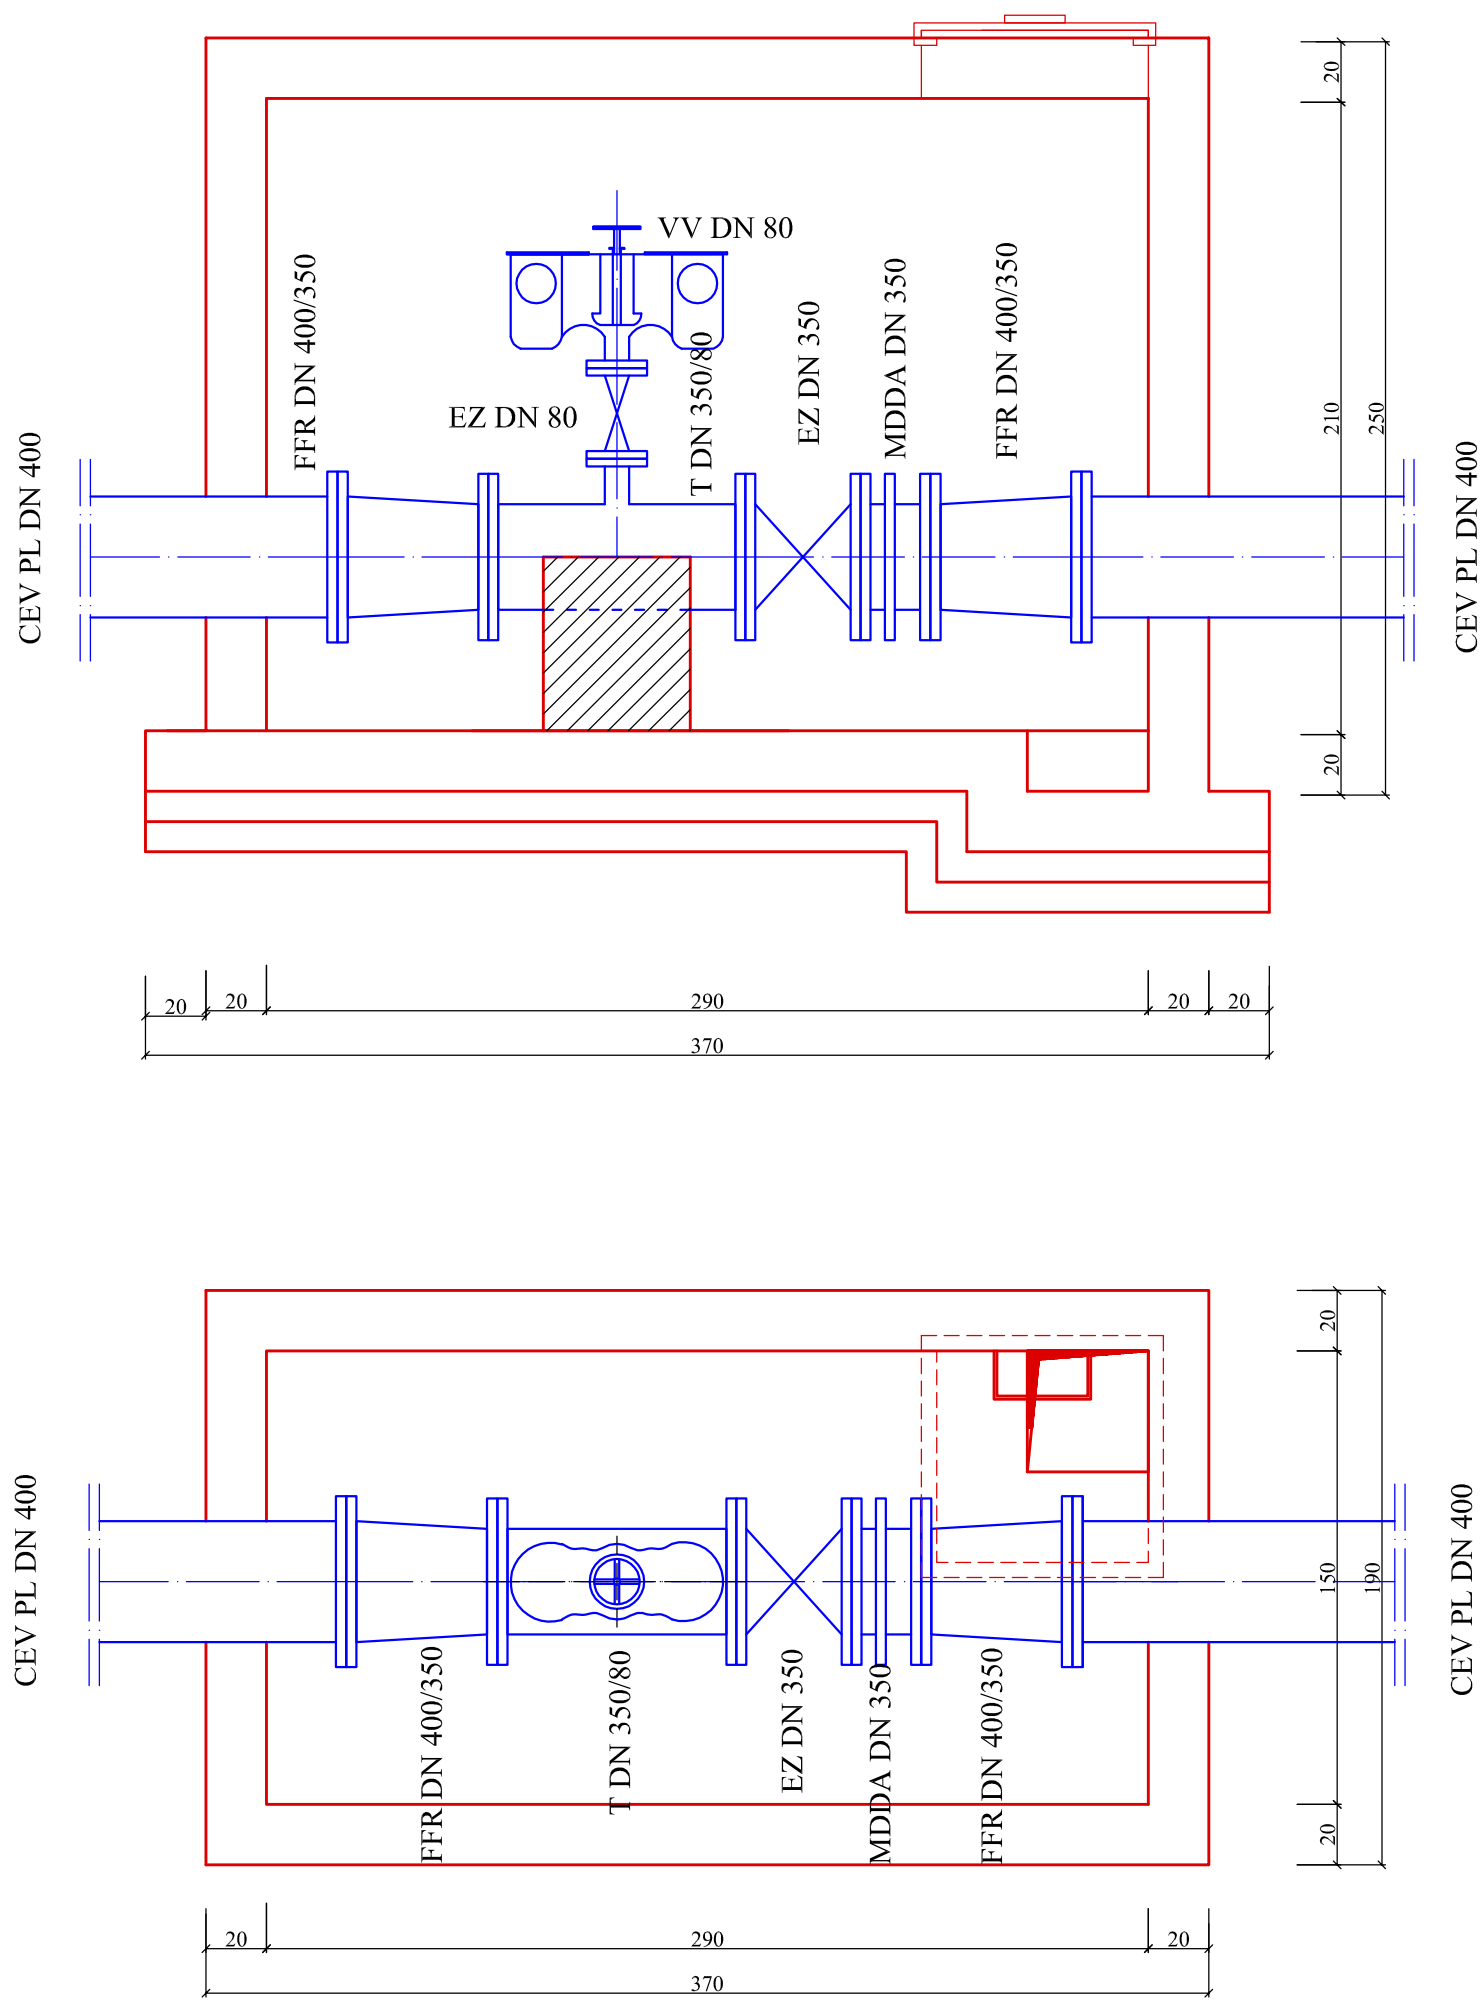 20
VV DN 80
FFR DN 400/350
MDDA DN 350
FFR DN 400/350
EZ DN 350
T DN 350/80
EZ DN 80
210
250
CEV PL DN 400
CEV PL DN 400
20
20
20
290
20
20
370
20
CEV PL DN 400
CEV PL DN 400
150
190
FFR DN 400/350
T DN 350/80
EZ DN 350
MDDA DN 350
FFR DN 400/350
20
20
290
20
370